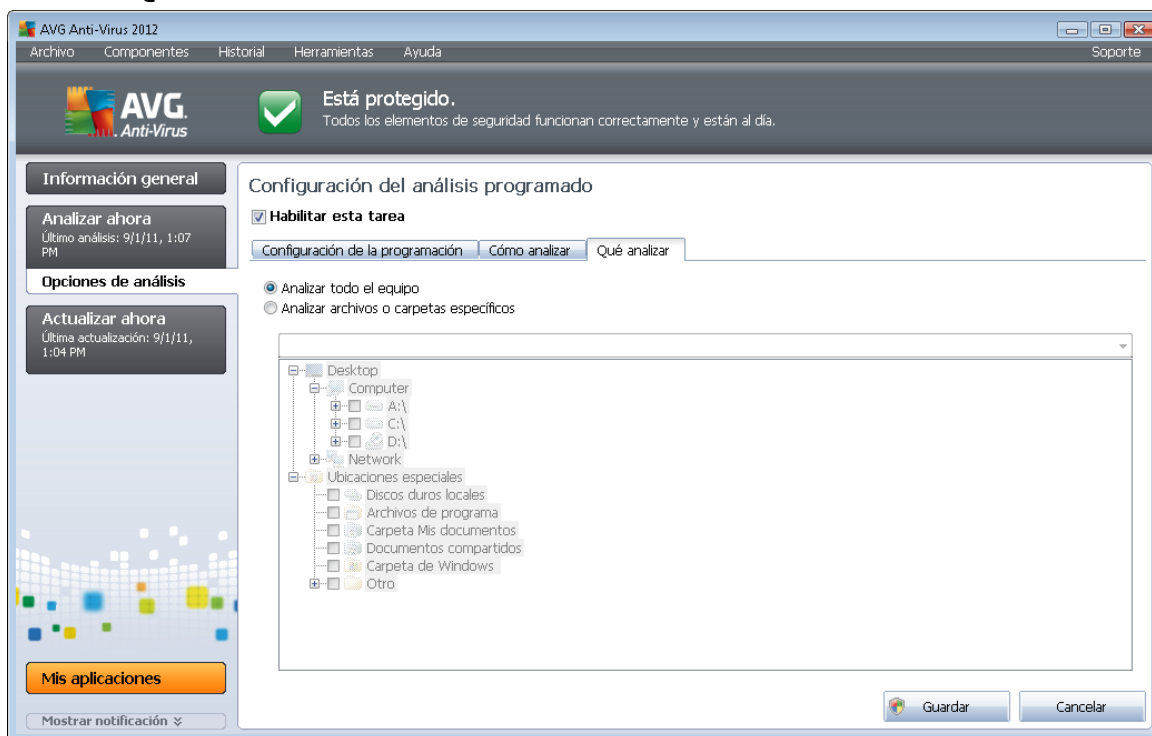 AVG Anti-Virus 2012
Archivo Componentes Historial Herramientas Ayuda Soporte
AVG.
Anti-Virus
Está protegido.
Todos los elementos de seguridad funcionan correctamente y están al día.
Información general
Analizar ahora
Último análisis: 9/1/11, 1:07
PM
Opciones de análisis
Actualizar ahora
Última actualización: 9/1/11,
1:04 PM
Mis aplicaciones
Mostrar notificación
Configuración del análisis programado
Habilitar esta tarea
Configuración de la programación Cómo analizar Qué analizar
Analizar todo el equipo
Analizar archivos o carpetas específicos
Desktop
Computer
A:\
C:\
D:\
Network
Ubicaciones especiales
Discos duros locales
Archivos de programa
Carpeta Mis documentos
Documentos compartidos
Carpeta de Windows
Otro
Guardar Cancelar